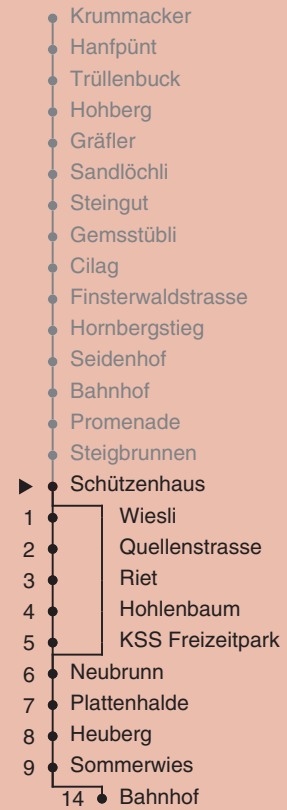 Krummacker
Hanfpünt
Trüllenbuck
Hohberg
Gräfler
Sandlöchli
Steingut
Gemsstübli
Cilag
Finsterwaldstrasse
Hornbergstieg
Seidenhof
Bahnhof
Promenade
Steigbrunnen
Schützenhaus
1 Wiesli
2 Quellenstrasse
3 Riet
4 Hohlenbaum
5 KSS Freizeitpark
6 Neubrunn
7 Plattenhalde
8 Heuberg
9 Sommerwies
14 Bahnhof